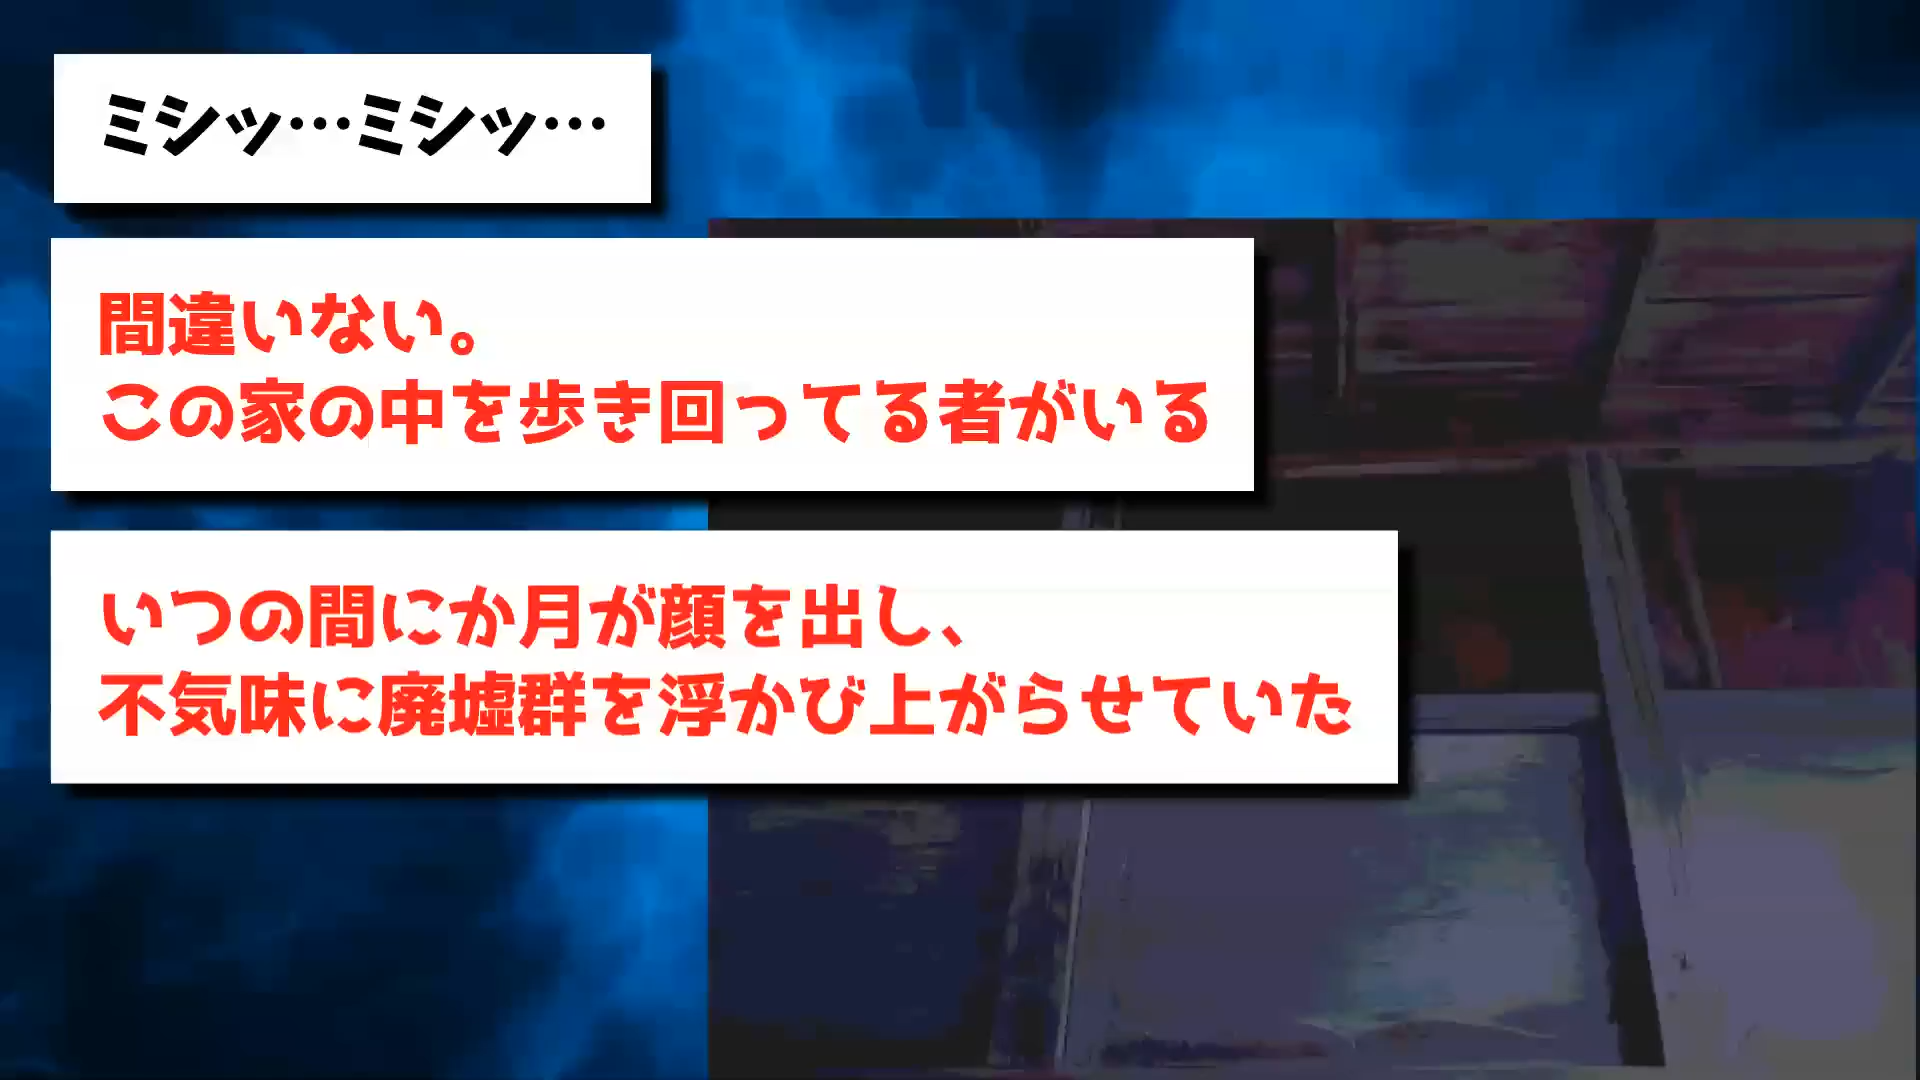 ミシッ…ミシッ…
間違いない。
この家の中を歩き回ってる者がいる
いつの間にか月が顔を出し、
不気味に廃墟群を浮かび上がらせていた